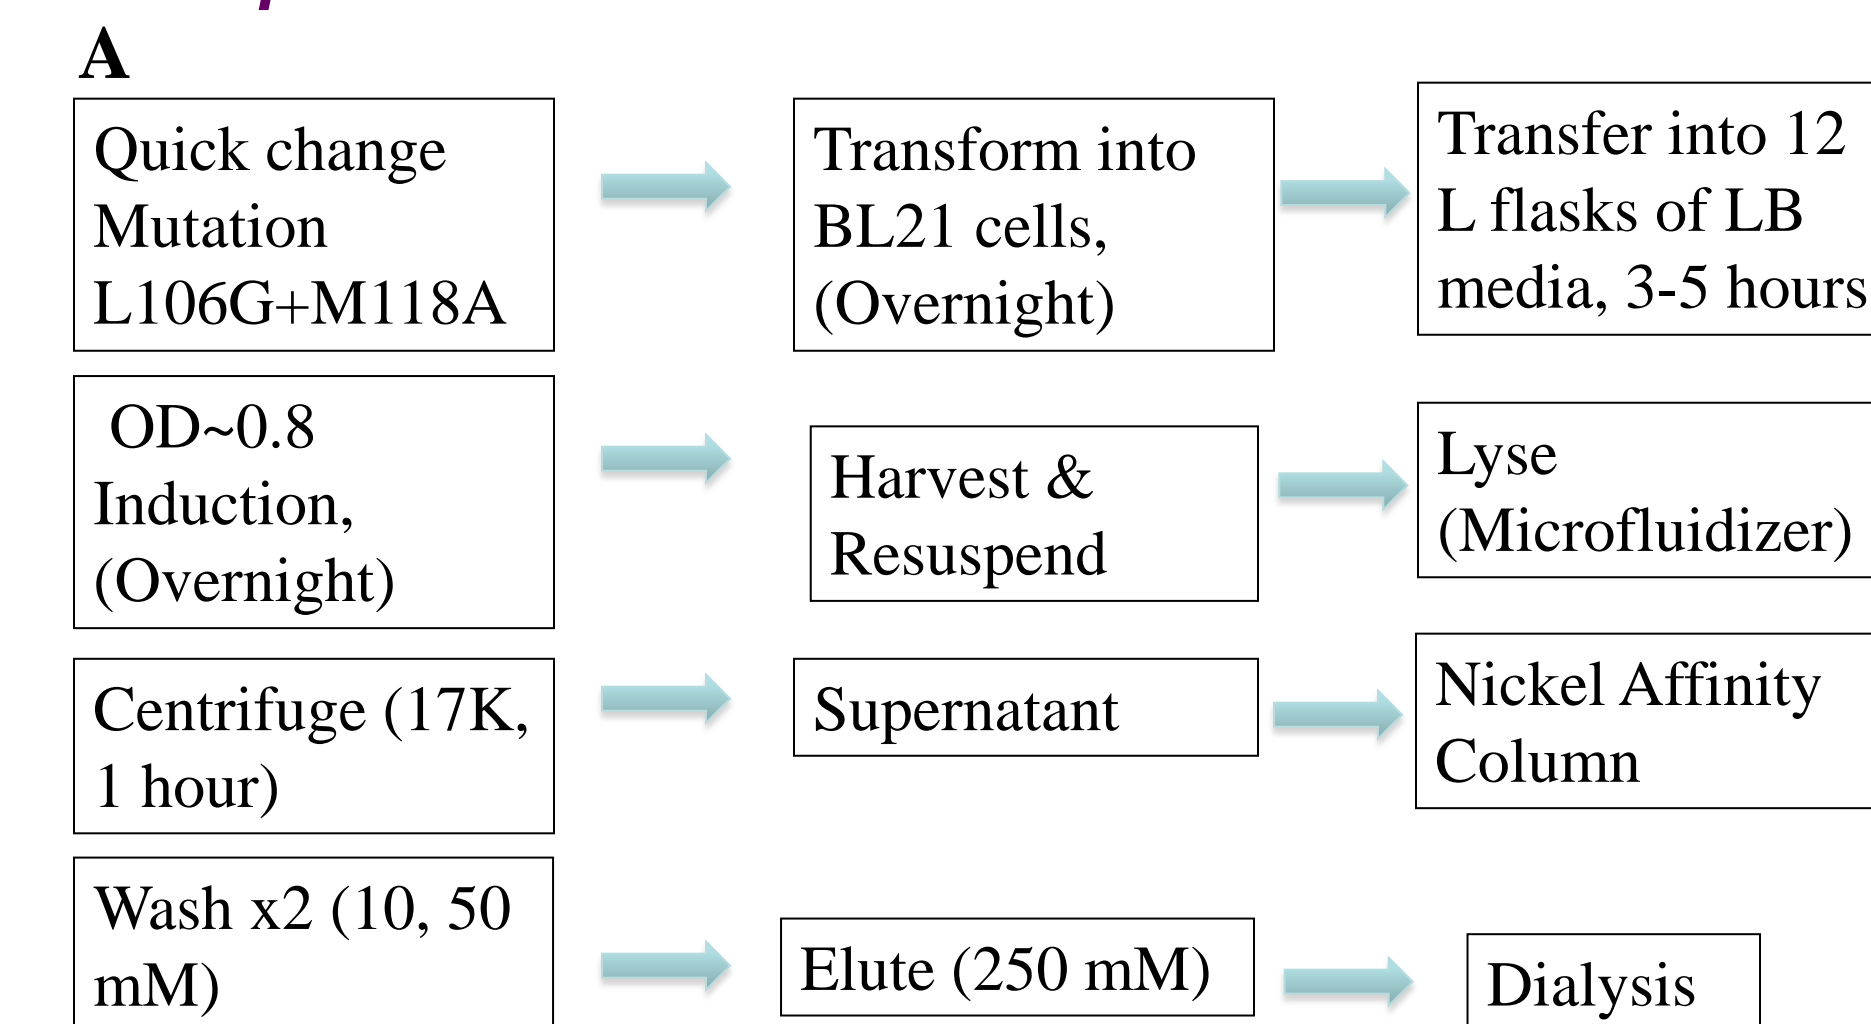 A
Quick change
Mutation
L106G+M118A
Transform into
BL21 cells,
(Overnight)
Transfer into 12
L flasks of LB
media, 3-5 hours
OD~0.8
Induction,
(Overnight)
Harvest &
Resuspend
Lyse
(Microfluidizer)
Centrifuge (17K,
1 hour)
Supernatant
Nickel Affinity
Column
Wash x2 (10, 50
mM)
Elute (250 mM)
Dialysis